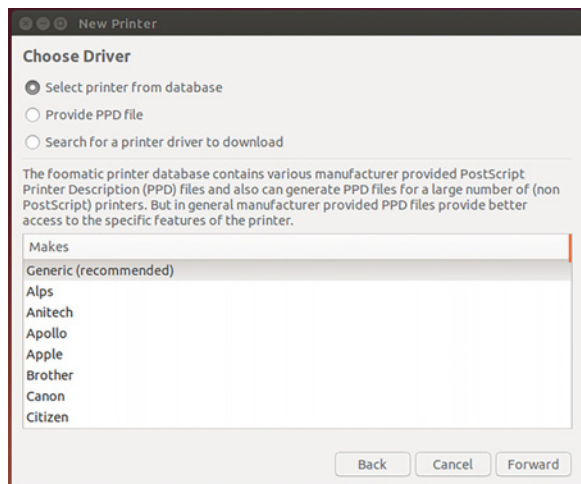 New Printer
Choose Driver
Select printer from database
Provide PPD file
Search for a printer driver to download
The foomatic printer database contains various manufacturer provided PostScript
Printer Description (PPD) files and also can generate PPD files for a large number of (non
PostScript) printers. But in general manufacturer provided PPD files provide better
access to the specific features of the printer.
Makes
Generic (recommended)
Alps
Anitech
Apollo
Apple
Brother
Canon
Citizen
Back Cancel Forward